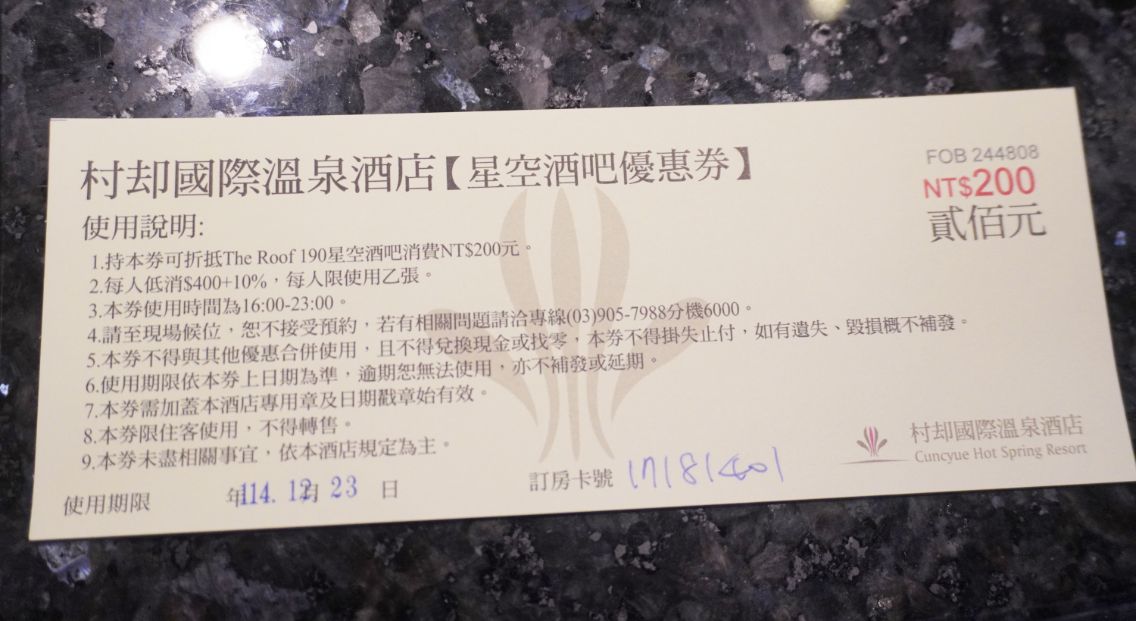 村却國際溫泉酒店【星空酒吧優惠券】
FOB 244808
NT$200
貳佰元
使用說明:
1.持本券可折抵The Roof 190星空酒吧消費NT$200元。
2.每人低消$400+10%，每人限使用乙張。
3.本券使用時間為16:00-23:00。
4.請至現場候位，恕不接受預約，若有相關問題請洽專線(03)905-7988分機6000。
5.本券不得與其他優惠合併使用，且不得兌換現金或找零，本券不得掛失止付，如有遺失、毀損概不補發。
6.使用期限依本券上日期為準，逾期恕無法使用，亦不補發或延期。
7.本券需加蓋本酒店專用章及日期戳章始有效。
8.本券限住客使用，不得轉售。
9.本券未盡相關事宜，依本酒店規定為主。
村却國際溫泉酒店
Cuncyue Hot Spring Resort
使用期限 年114.12月 23 日 訂房卡號